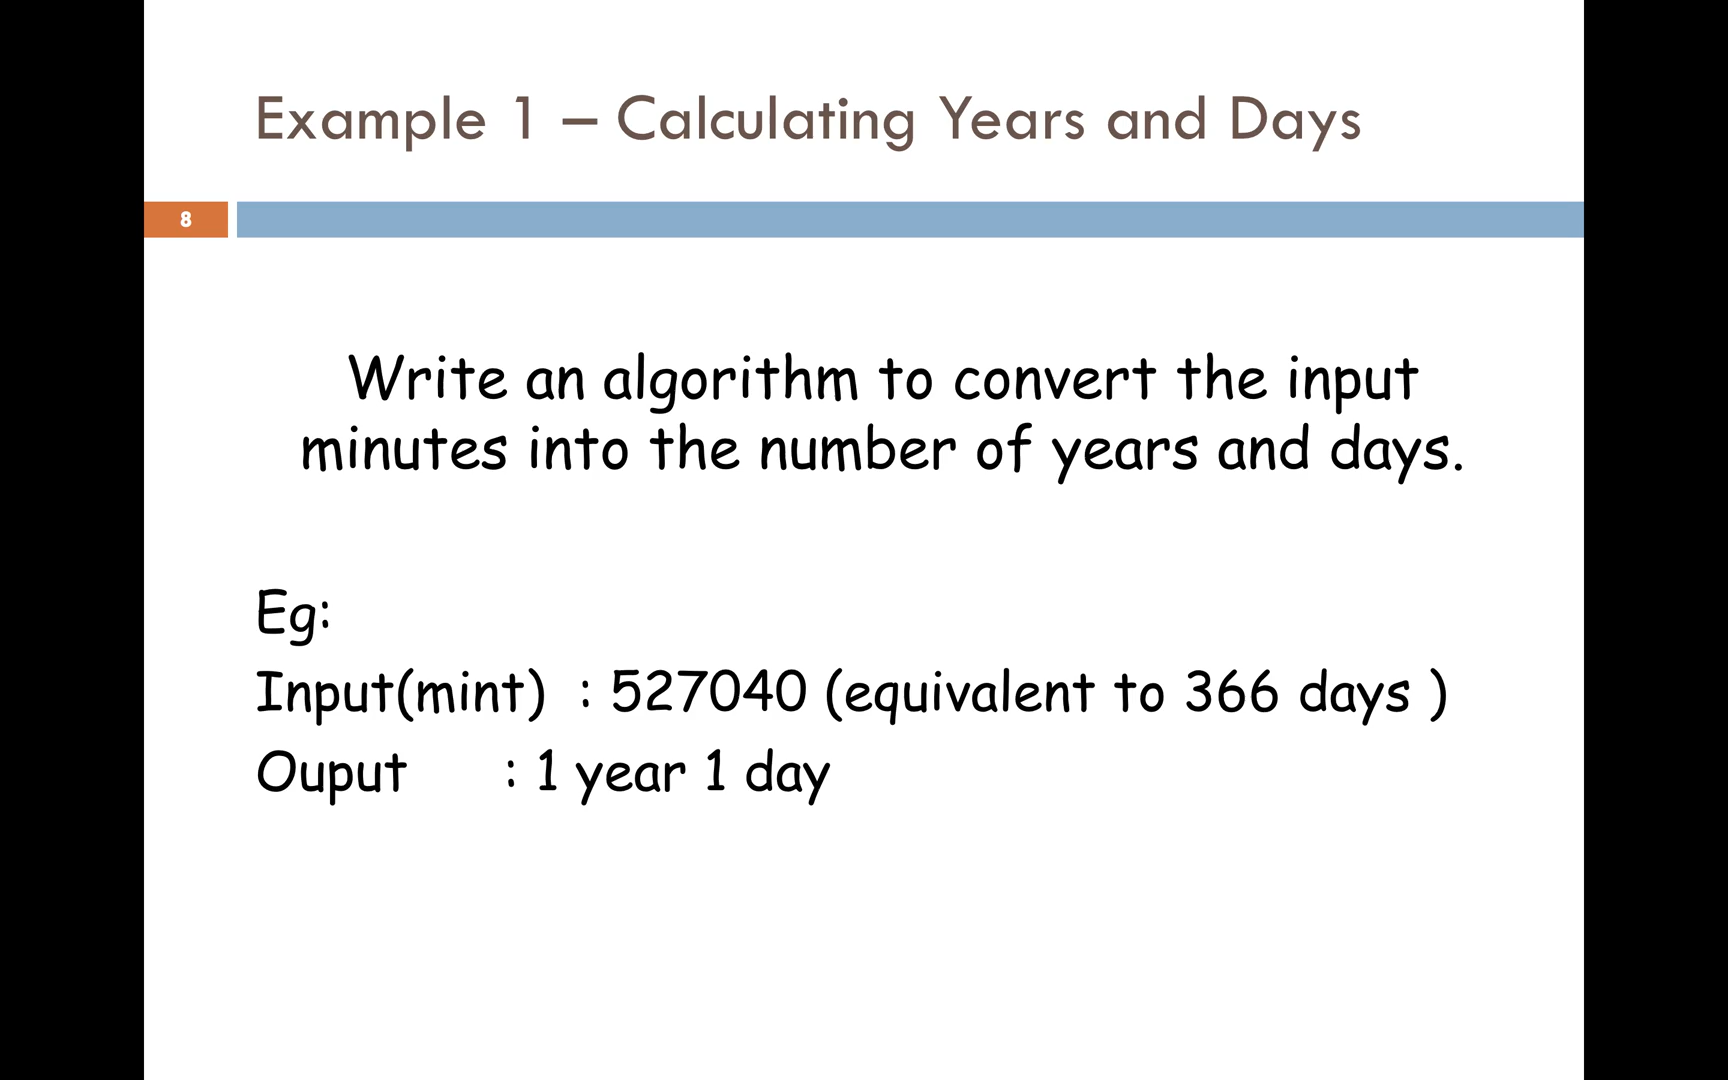 Example 1 – Calculating Years and Days
8
Write an algorithm to convert the input
minutes into the number of years and days.
Eg:
Input(mint) : 527040 (equivalent to 366 days )
Ouput : 1 year 1 day